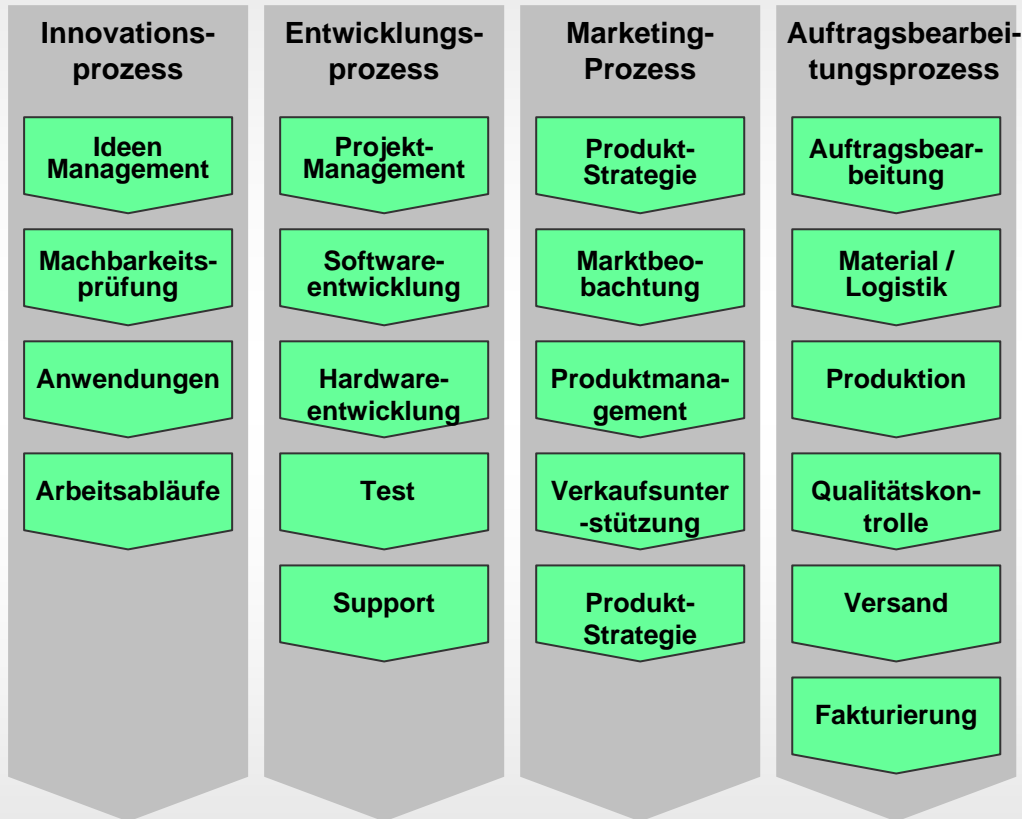 Innovations-
prozess
Ideen
Management
Machbarkeits-
prüfung
Anwendungen
Arbeitsabläufe
Entwicklungs-
prozess
Projekt-
Management
Software-
entwicklung
Hardware-
entwicklung
Test
Support
Marketing-
Prozess
Produkt-
Strategie
Marktbeo-
bachtung
Produktmana-
gement
Verkaufsunter
-stützung
Produkt-
Strategie
Auftragsbearbei-
tungsprozess
Auftragsbear-
beitung
Material /
Logistik
Produktion
Qualitätskon-
trolle
Versand
Fakturierung